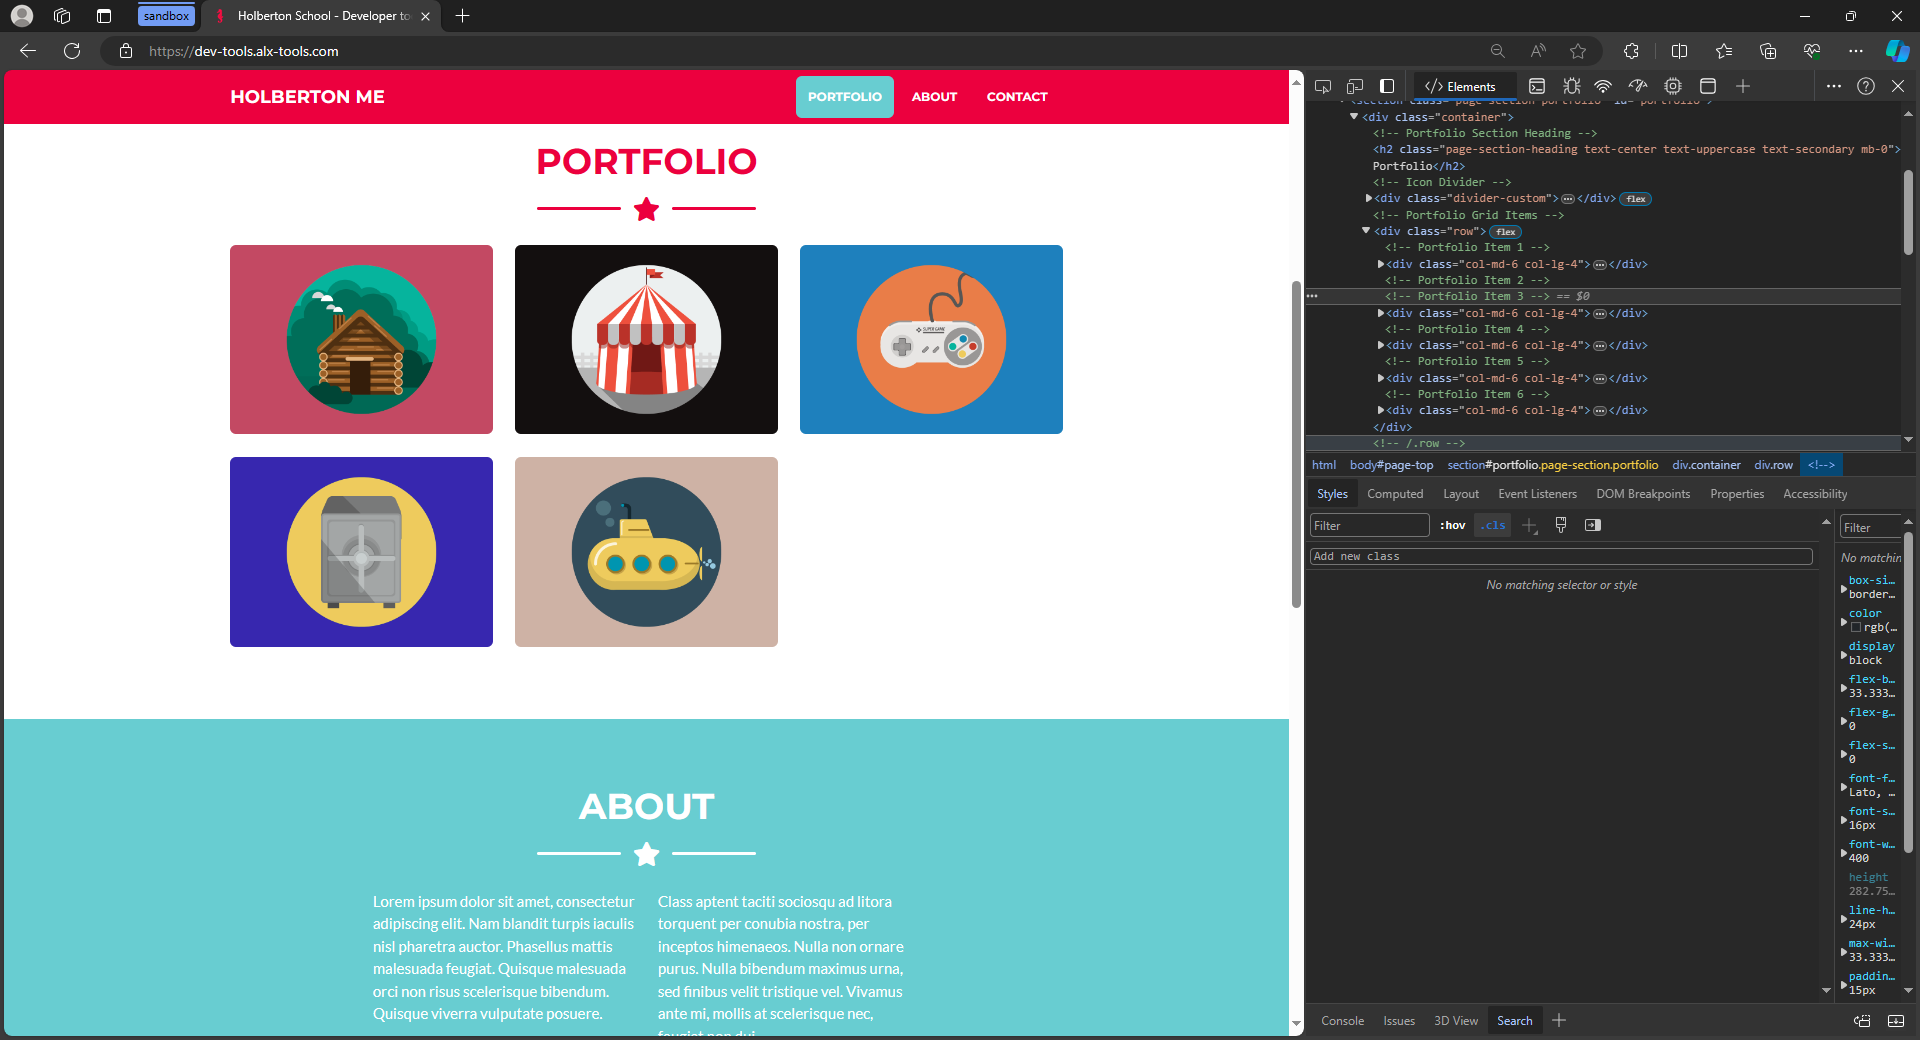 sandbox
Holberton School - Developer to
https://dev-tools.alx-tools.com
HOLBERTON ME
PORTFOLIO
ABOUT
CONTACT
PORTFOLIO
SUPER GAME
ABOUT
Lorem ipsum dolor sit amet, consectetur
adipiscing elit. Nam blandit turpis iaculis
nisl pharetra auctor. Phasellus mattis
malesuada feugiat. Quisque malesuada
orci non risus scelerisque bibendum.
Quisque viverra vulputate posuere.
Class aptent taciti sociosqu ad litora
torquent per conubia nostra, per
inceptos himenaeos. Nulla non ornare
purus. Nulla bibendum maximus urna,
sed finibus velit tristique vel. Vivamus
ante mi, mollis at scelerisque nec,
feugiat non dui.
</> Elements
<section class="page-section portfolio" id="portfolio">
<div class="container">
<!-- Portfolio Section Heading -->
<h2 class="page-section-heading text-center text-uppercase text-secondary mb-0">
Portfolio</h2>
<!-- Icon Divider -->
<div class="divider-custom">⋯</div> flex
<!-- Portfolio Grid Items -->
<div class="row"> flex
<!-- Portfolio Item 1 -->
<div class="col-md-6 col-lg-4">⋯</div>
<!-- Portfolio Item 2 -->
<!-- Portfolio Item 3 --> == $0
<div class="col-md-6 col-lg-4">⋯</div>
<!-- Portfolio Item 4 -->
<div class="col-md-6 col-lg-4">⋯</div>
<!-- Portfolio Item 5 -->
<div class="col-md-6 col-lg-4">⋯</div>
<!-- Portfolio Item 6 -->
<div class="col-md-6 col-lg-4">⋯</div>
</div>
<!-- /.row -->
html body#page-top section#portfolio.page-section.portfolio div.container div.row <!-->
Styles Computed Layout Event Listeners DOM Breakpoints Properties Accessibility
Filter :hov .cls
Add new class
No matching selector or style
Filter
No matchin
box-si…
border…
color
rgb(…
display
block
flex-b…
33.333…
flex-g…
0
flex-s…
0
font-f…
Lato, …
font-s…
16px
font-w…
400
height
282.75…
line-h…
24px
max-wi…
33.333…
paddin…
15px
Console Issues 3D View Search